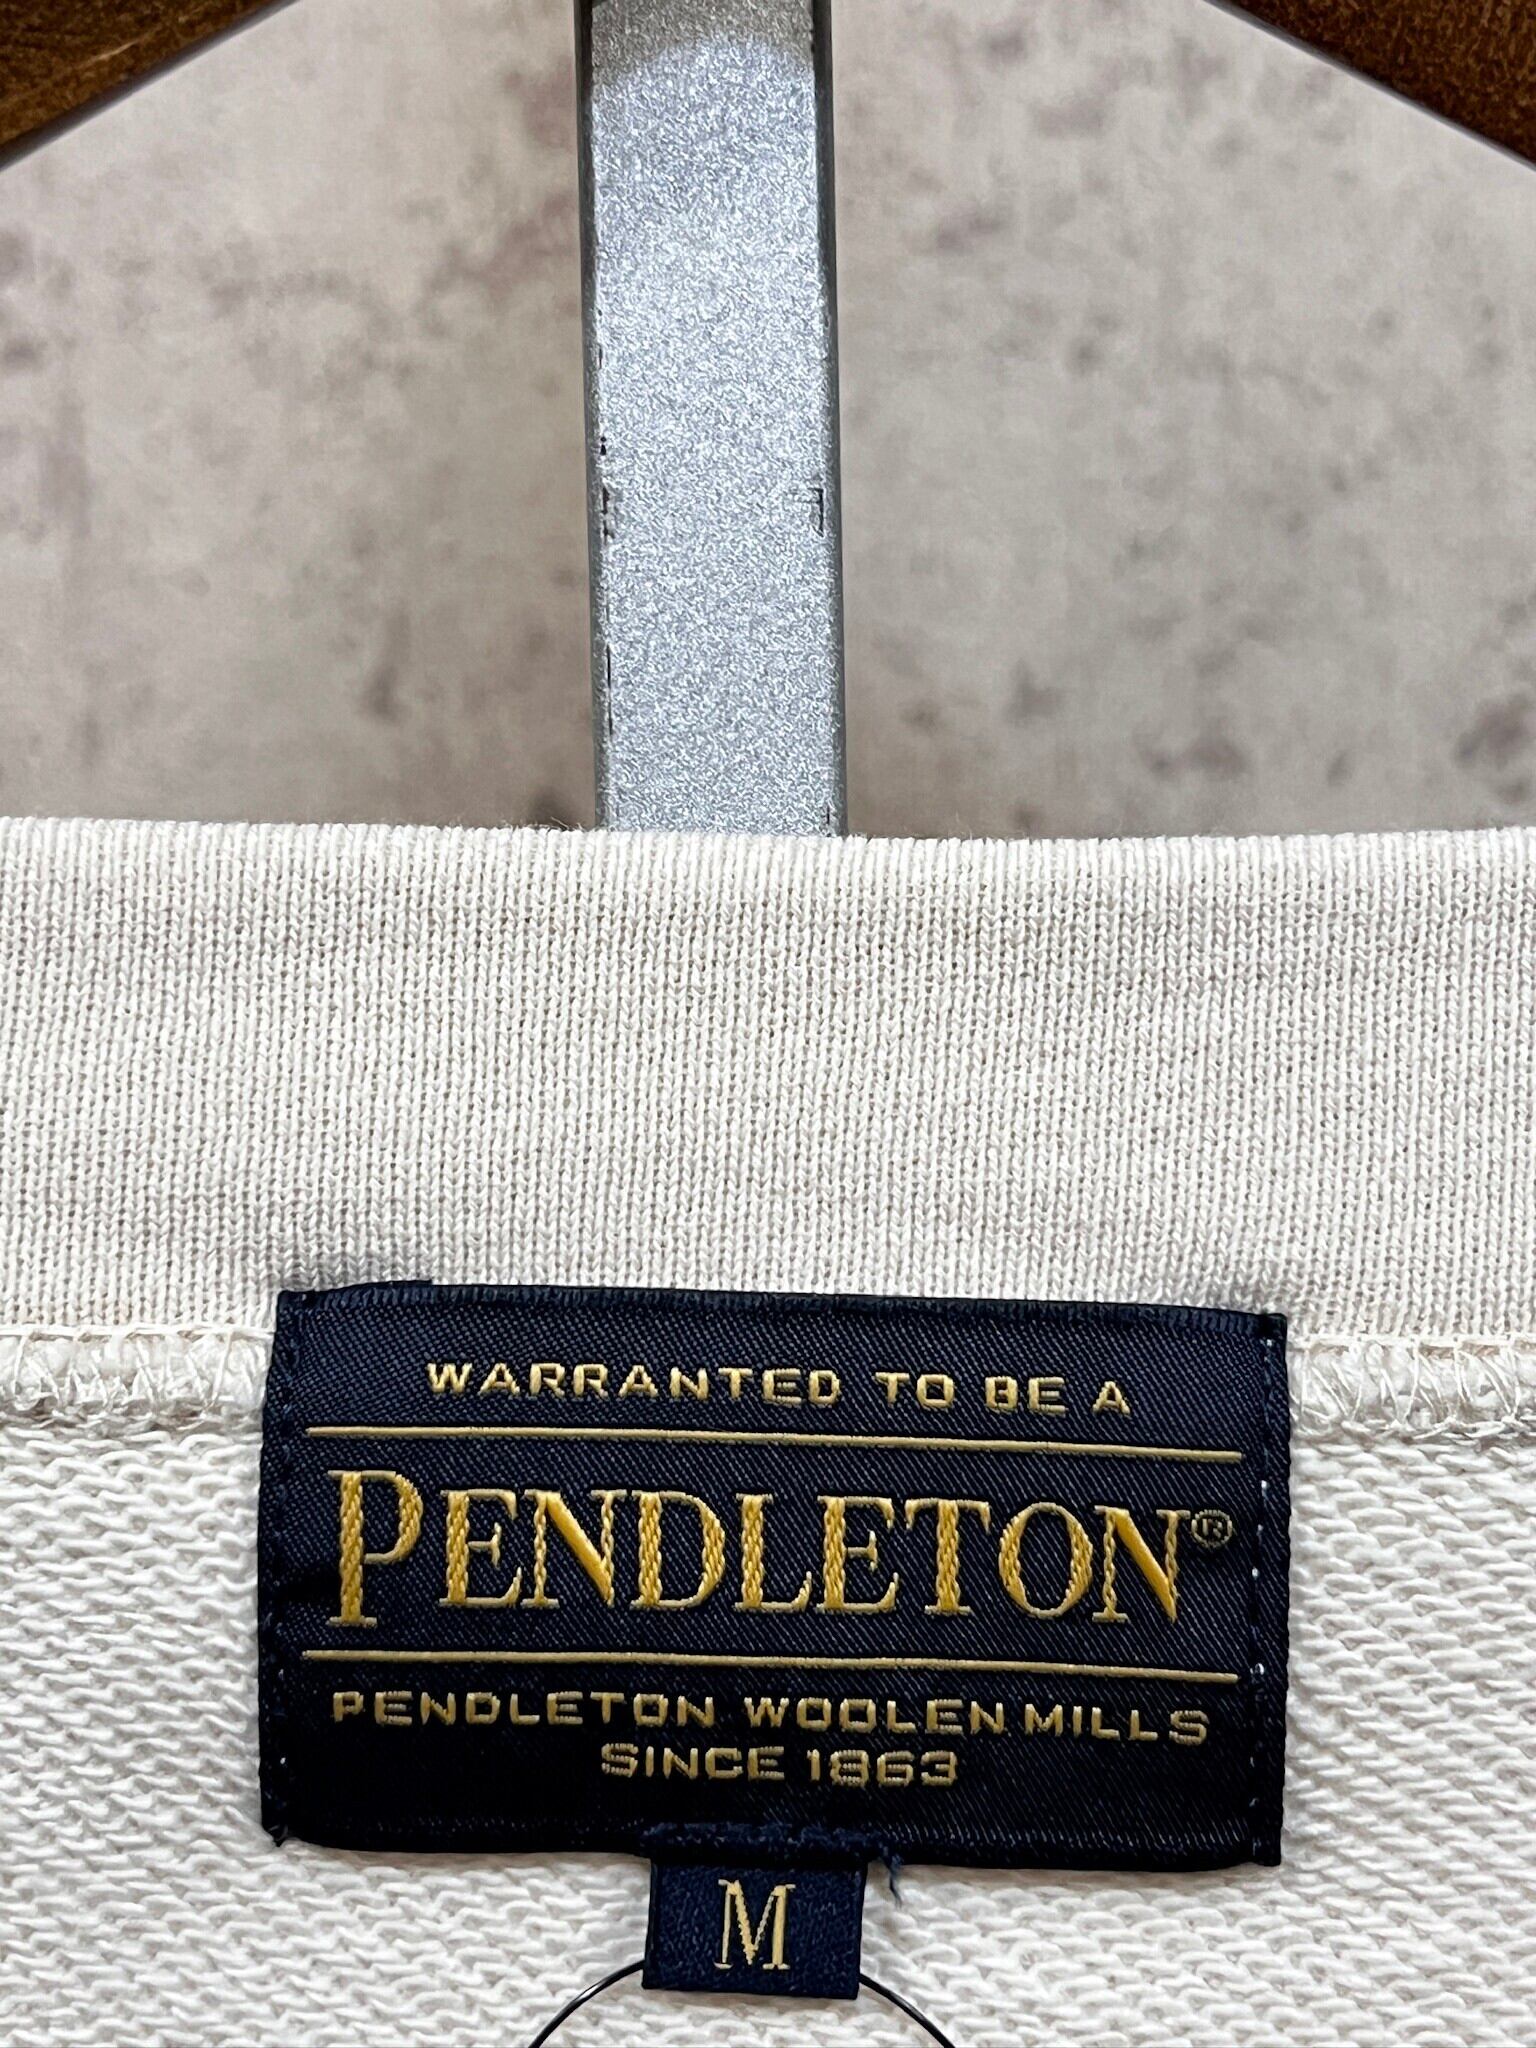 WARRANTED TO BE A
PENDLETON®
PENDLETON WOOLEN MILLS
SINCE 1863
M